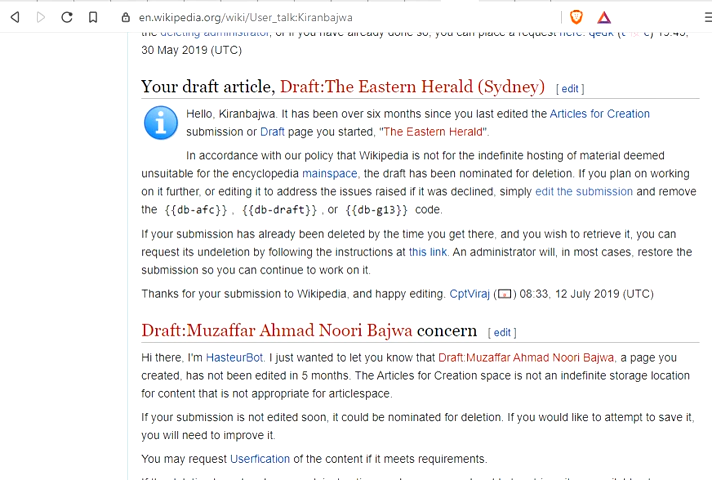 en.wikipedia.org/wiki/User_talk:Kiranbajwa
the deleting administrator, or if you have already done so, you can place a request here.
30 May 2019 (UTC)
Your draft article, Draft:The Eastern Herald (Sydney) [ edit ]
Hello, Kiranbajwa. It has been over six months since you last edited the Articles for Creation
submission or Draft page you started, "The Eastern Herald".
In accordance with our policy that Wikipedia is not for the indefinite hosting of material deemed
unsuitable for the encyclopedia mainspace, the draft has been nominated for deletion. If you plan on working
on it further, or editing it to address the issues raised if it was declined, simply edit the submission and remove
the {{db-afc}} , {{db-draft}} , or {{db-g13}} code.
If your submission has already been deleted by the time you get there, and you wish to retrieve it, you can
request its undeletion by following the instructions at this link. An administrator will, in most cases, restore the
submission so you can continue to work on it.
Thanks for your submission to Wikipedia, and happy editing. CptViraj () 08:33, 12 July 2019 (UTC)
Draft:Muzaffar Ahmad Noori Bajwa concern [ edit ]
Hi there, I'm HasteurBot. I just wanted to let you know that Draft:Muzaffar Ahmad Noori Bajwa, a page you
created, has not been edited in 5 months. The Articles for Creation space is not an indefinite storage location
for content that is not appropriate for articlespace.
If your submission is not edited soon, it could be nominated for deletion. If you would like to attempt to save it,
you will need to improve it.
You may request Userfication of the content if it meets requirements.